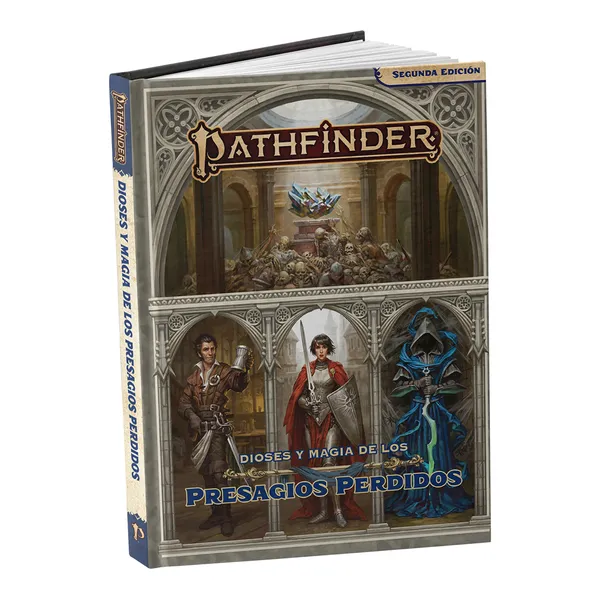 SEGUNDA EDICIÓN
PATHFINDER
DIOSES Y MAGIA DE LOS
PRESAGIOS PERDIDOS
PATHFINDER
DIOSES Y MAGIA DE LOS PRESAGIOS PERDIDOS
P